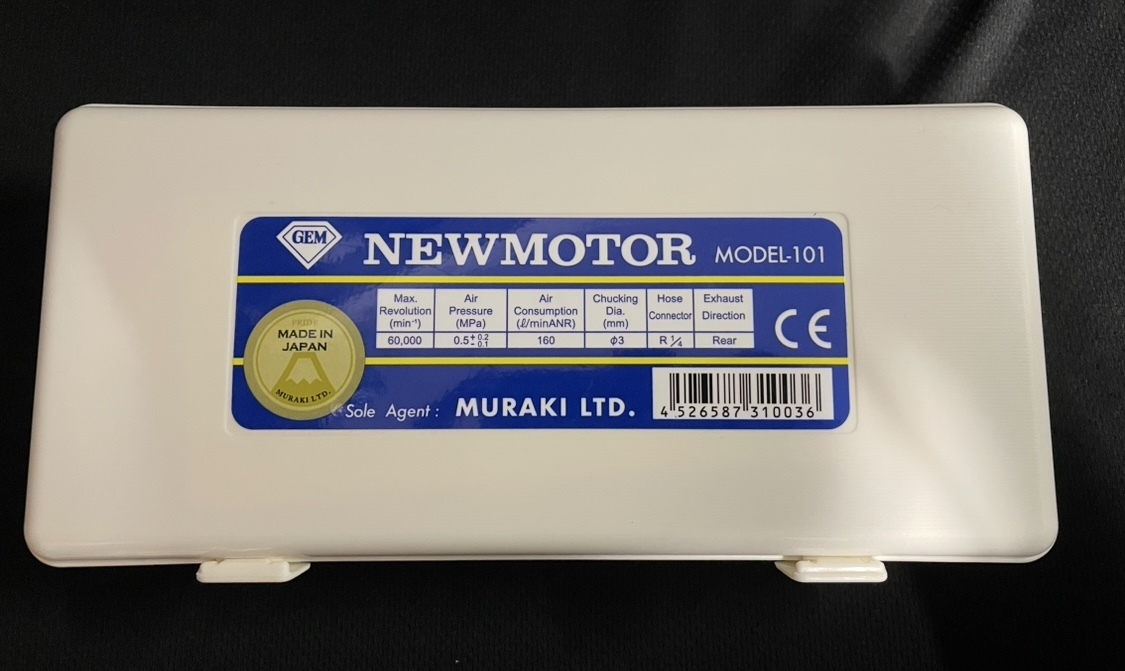 GEM
NEWMOTOR MODEL-101
Max. Revolution (min⁻¹) Air Pressure (MPa) Air Consumption (ℓ/minANR) Chucking Dia. (mm) Hose Connector Exhaust Direction
60,000 0.5 +0.2 -0.1 160 φ3 R 1/4 Rear
CE
PRIDE
MADE IN
JAPAN
MURAKI LTD.
Sole Agent : MURAKI LTD.
4 526587 310036